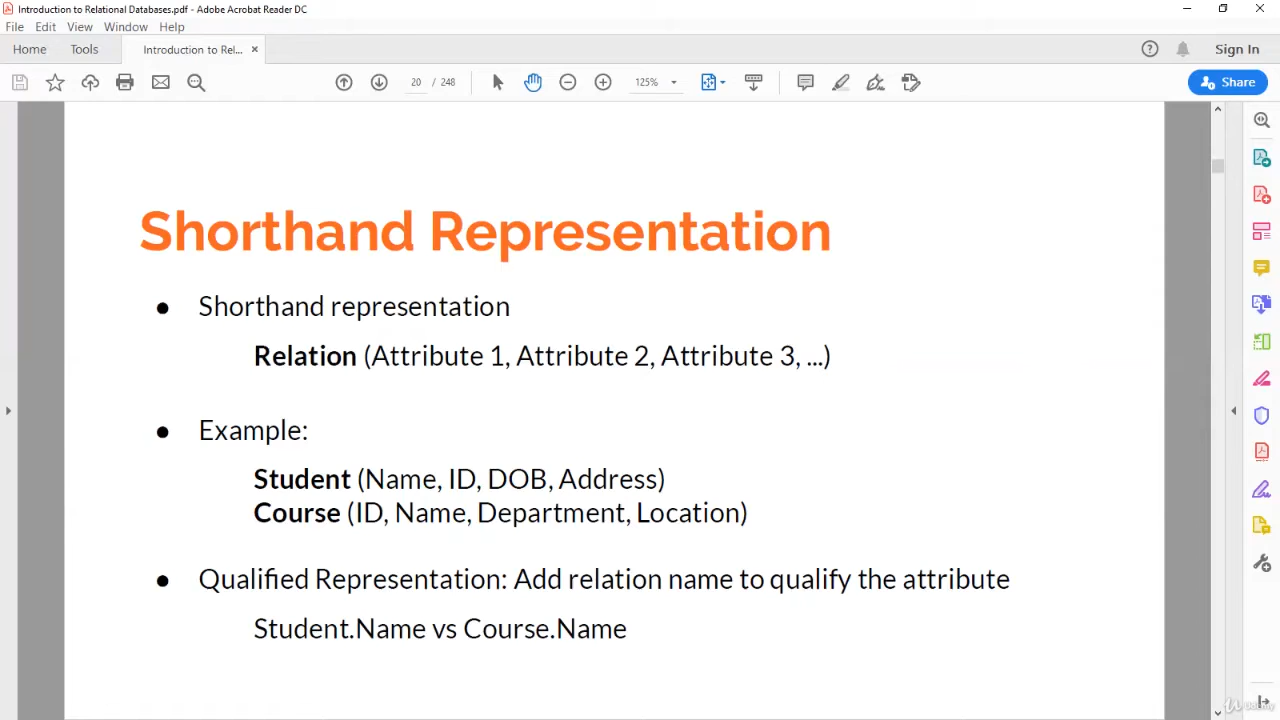 Introduction to Relational Databases.pdf - Adobe Acrobat Reader DC
File Edit View Window Help
Home Tools Introduction to Rel... × Sign In
20 / 248 125% Share
Shorthand Representation
● Shorthand representation
Relation (Attribute 1, Attribute 2, Attribute 3, ...)
● Example:
Student (Name, ID, DOB, Address)
Course (ID, Name, Department, Location)
● Qualified Representation: Add relation name to qualify the attribute
Student.Name vs Course.Name